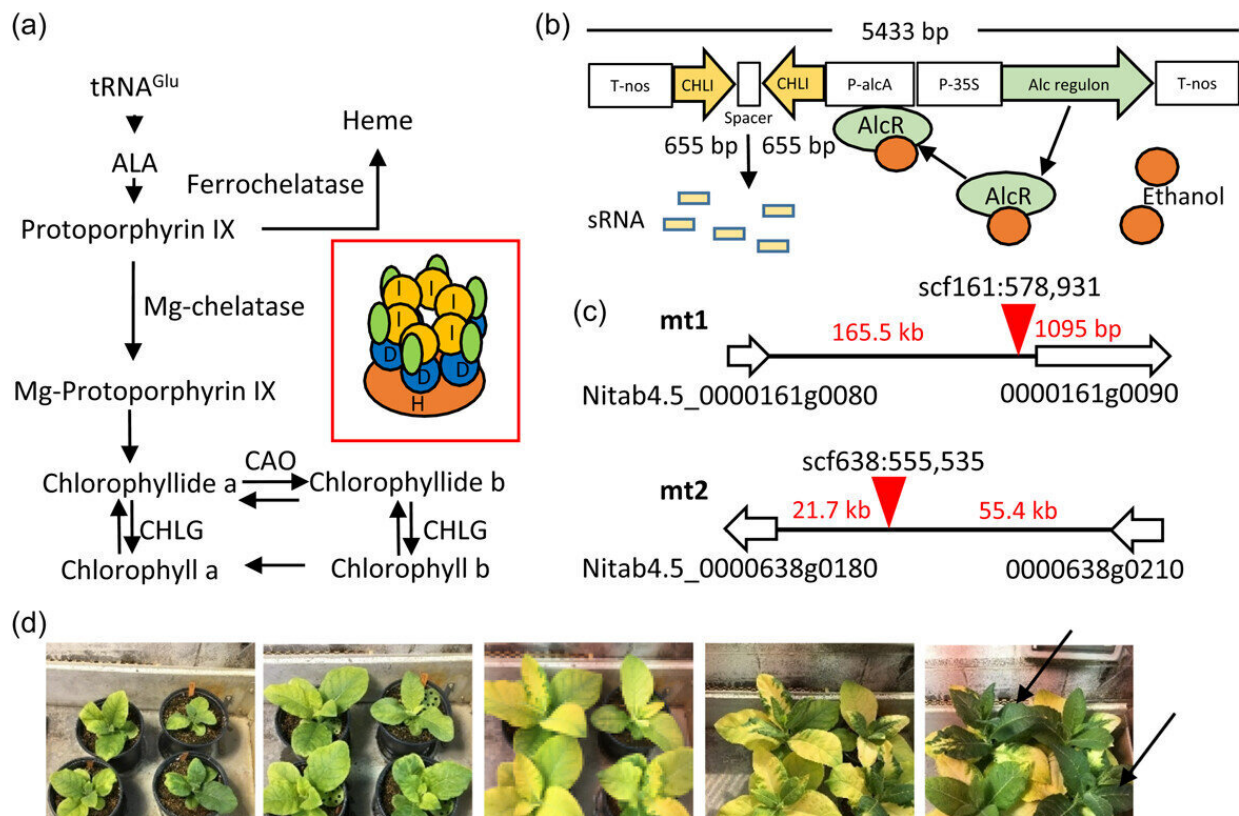 (a)
tRNAGlu
ALA
Heme
Ferrochelatase
Protoporphyrin IX
Mg-chelatase
I
I
I
I
I
I
D
D
D
H
Mg-Protoporphyrin IX
CAO
Chlorophyllide a
Chlorophyllide b
CHLG
CHLG
Chlorophyll a
Chlorophyll b
(b)
5433 bp
T-nos
CHLI
CHLI
P-alcA
P-35S
Alc regulon
T-nos
Spacer
655 bp
655 bp
AlcR
AlcR
Ethanol
sRNA
(c)
scf161:578,931
mt1
165.5 kb
1095 bp
Nitab4.5_0000161g0080
0000161g0090
scf638:555,535
mt2
21.7 kb
55.4 kb
Nitab4.5_0000638g0180
0000638g0210
(d)